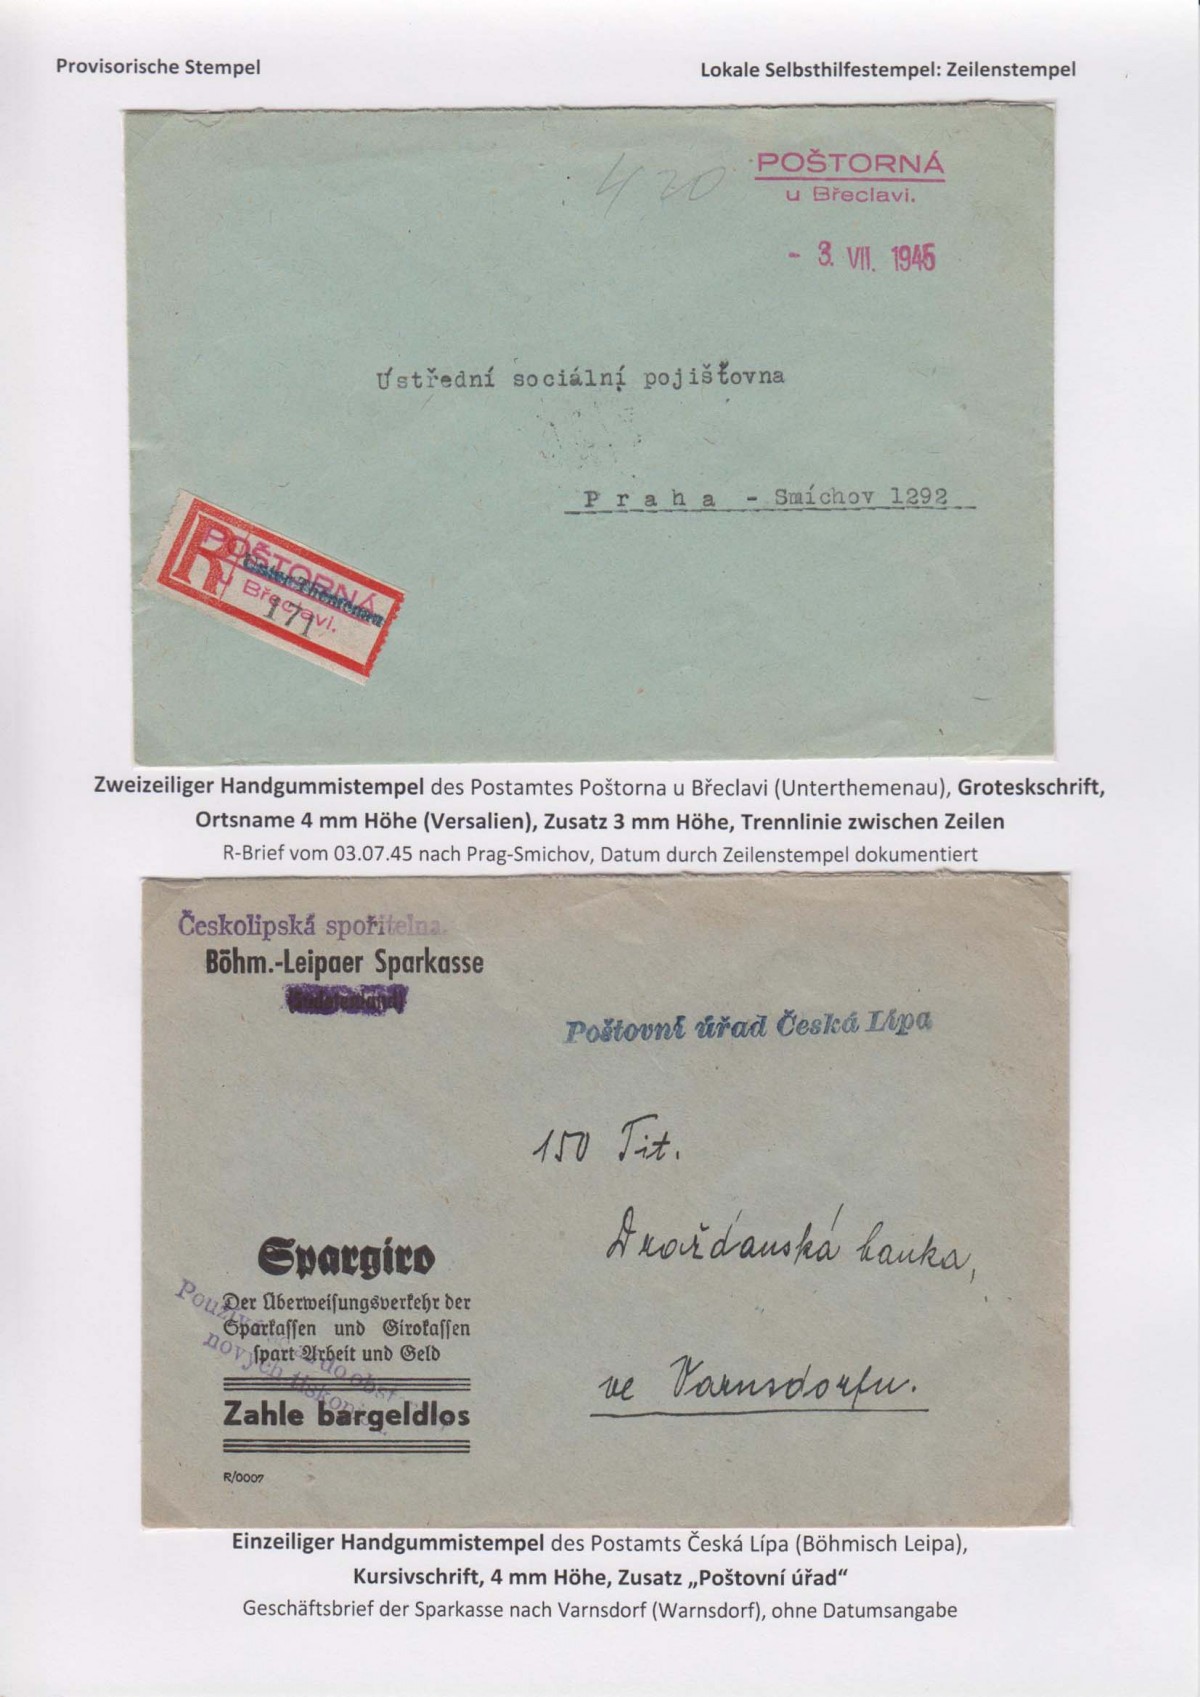 Provisorische Stempel
Lokale Selbsthilfestempel: Zeilenstempel
420
POŠTORNÁ
u Břeclavi.
- 3. VII. 1945
Ústřední sociální pojišťovna
Praha - Smíchov 1292
R
POŠTORNÁ
u Břeclavi.
171
Zweizeiliger Handgummistempel des Postamtes Poštorna u Břeclavi (Unterthemenau), Groteskschrift,
Ortsname 4 mm Höhe (Versalien), Zusatz 3 mm Höhe, Trennlinie zwischen Zeilen
R-Brief vom 03.07.45 nach Prag-Smichov, Datum durch Zeilenstempel dokumentiert
Českolipská spořitelna.
Böhm.-Leipaer Sparkasse
Poštovní úřad Česká Lípa
150 Tit.
Dražďanská banka,
ve Varnsdorfu.
Spargiro
Der Überweisungsverkehr der
Sparkassen und Girokassen
spart Arbeit und Geld
Zahle bargeldlos
R/0007
Einzeiliger Handgummistempel des Postamts Česká Lípa (Böhmisch Leipa),
Kursivschrift, 4 mm Höhe, Zusatz „Poštovní úřad“
Geschäftsbrief der Sparkasse nach Varnsdorf (Warnsdorf), ohne Datumsangabe